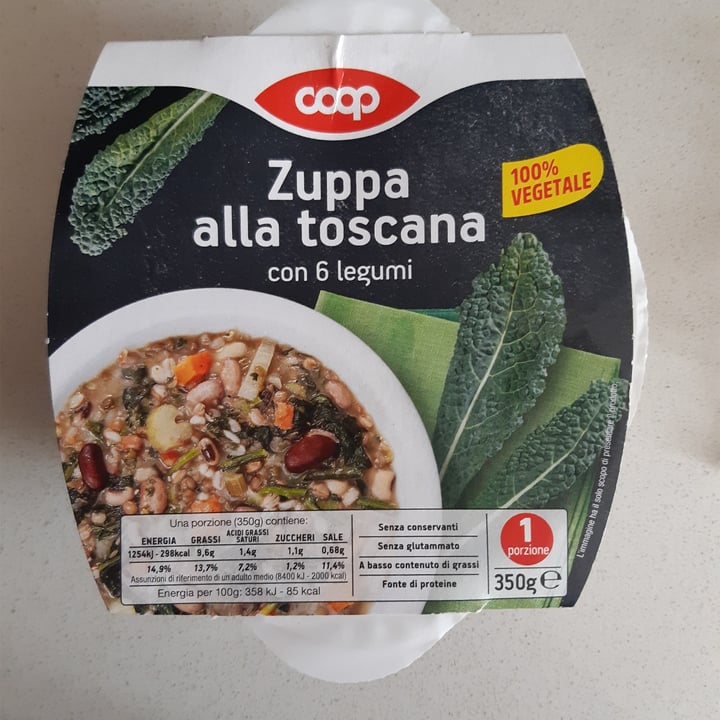 coop
Zuppa
alla toscana
con 6 legumi
100%
VEGETALE
Una porzione (350g) contiene:
ENERGIA GRASSI ACIDI GRASSI SATURI ZUCCHERI SALE
1254kj - 298kcal 9,6g 1,4g 1,1g 0,68g
14,9% 13,7% 7,2% 1,2% 11,4%
Assunzioni di riferimento di un adulto medio (8400 kJ - 2000 kcal)
Energia per 100g: 358 kJ - 85 kcal
Senza conservanti
Senza glutammato
A basso contenuto di grassi
Fonte di proteine
1
porzione
350g e
L'immagine ha il solo scopo di presentare il prodotto